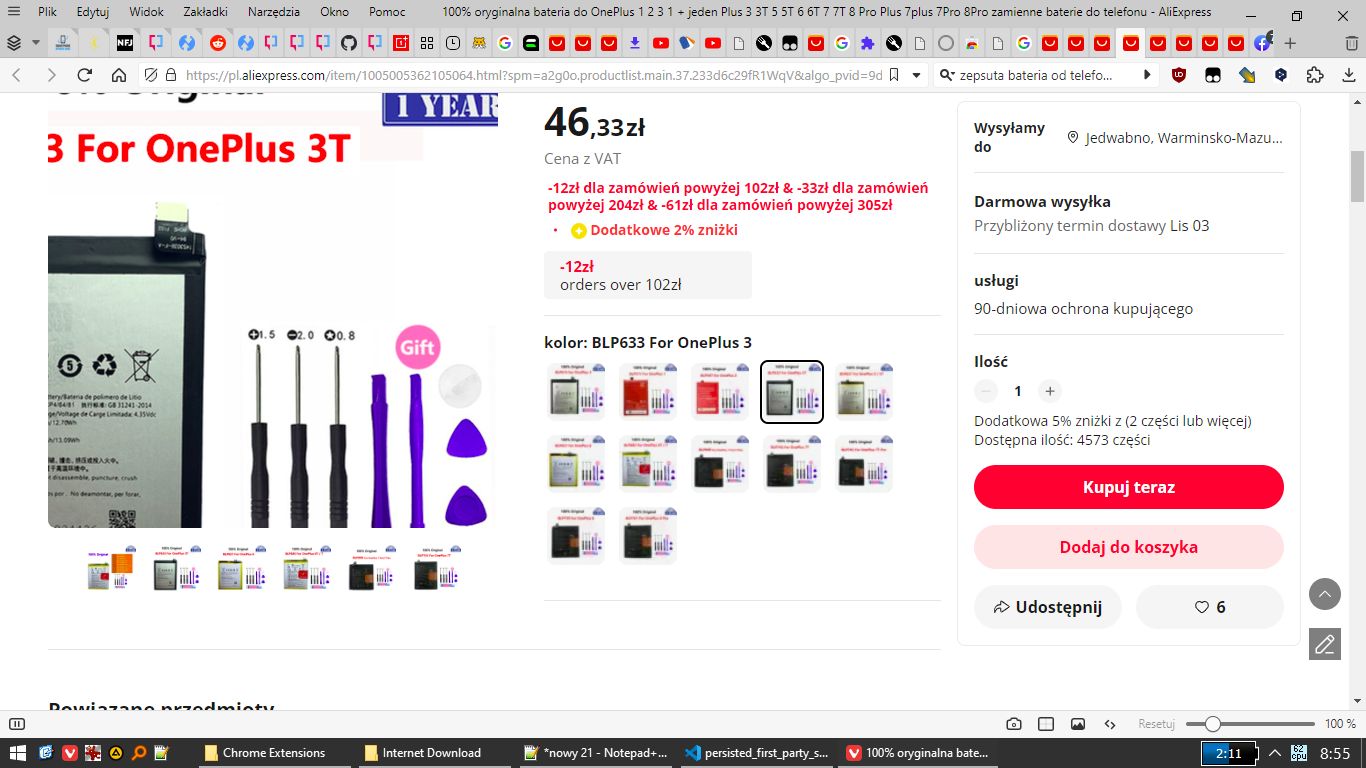 Plik Edytuj Widok Zakładki Okno Pomoc
100% oryginalna bateria do OnePlus 1 2 3 1 + jeden Plus 3 3T 5 5T 6 6T 7 7T 8 Pro Plus 7plus 7Pro 8Pro zamienne baterie do telefonu - AliExpress
https://pl.aliexpress.com/item/1005005362105064.html?spm=a2g0o.productlist.main.37.233d6c29fR1WqV&algo_pvid=9d
zepsuta bateria od telefo...
1 YEAR
3 For OnePlus 3T
+1.5 2.0 0.8
Gift
46,33zł
Cena z VAT
-12zł dla zamówień powyżej 102zł & -33zł dla zamówień
powyżej 204zł & -61zł dla zamówień powyżej 305zł
Dodatkowe 2% zniżki
-12zł
orders over 102zł
kolor: BLP633 For OnePlus 3
Wysyłamy do
Jedwabno, Warminsko-Mazu...
Darmowa wysyłka
Przybliżony termin dostawy Lis 03
usługi
90-dniowa ochrona kupującego
Ilość
1
Dodatkowa 5% zniżki z (2 części lub więcej)
Dostępna ilość: 4573 części
Kupuj teraz
Dodaj do koszyka
Udostępnij
6
Powiązane przedmioty
Resetuj
100 %
Chrome Extensions
Internet Download
*nowy 21 - Notepad+...
persisted_first_party_s...
100% oryginalna bate...
2:11
8:55